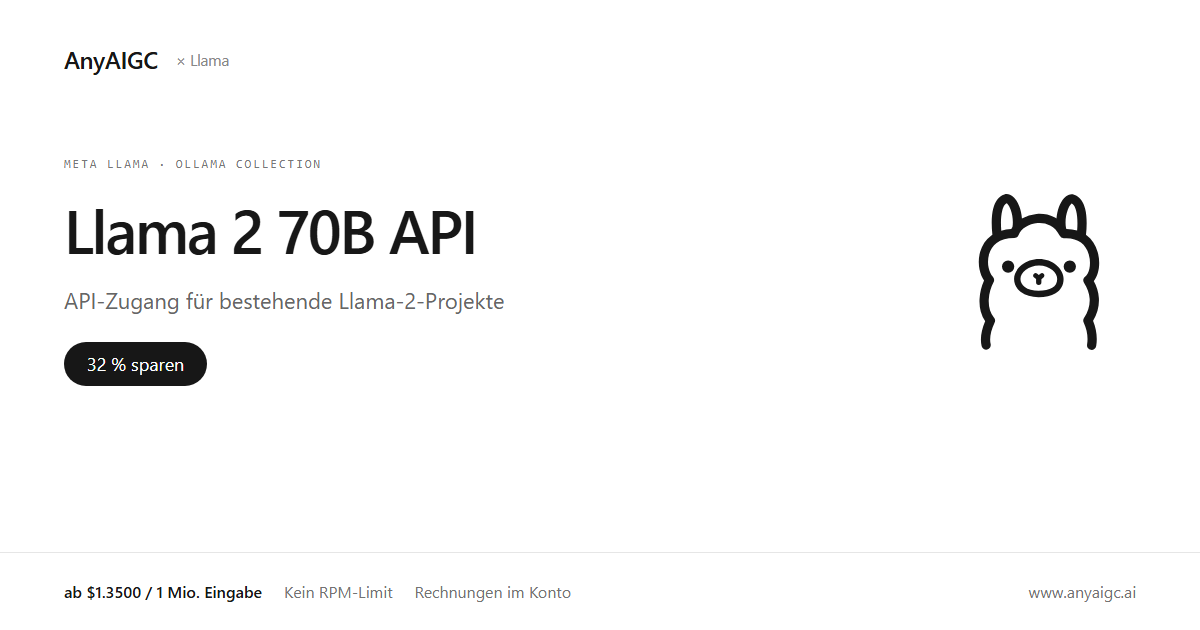 AnyAIGC × Llama
META LLAMA · OLLAMA COLLECTION
Llama 2 70B API
API-Zugang für bestehende Llama-2-Projekte
32 % sparen
ab $1.3500 / 1 Mio. Eingabe Kein RPM-Limit Rechnungen im Konto www.anyaigc.ai